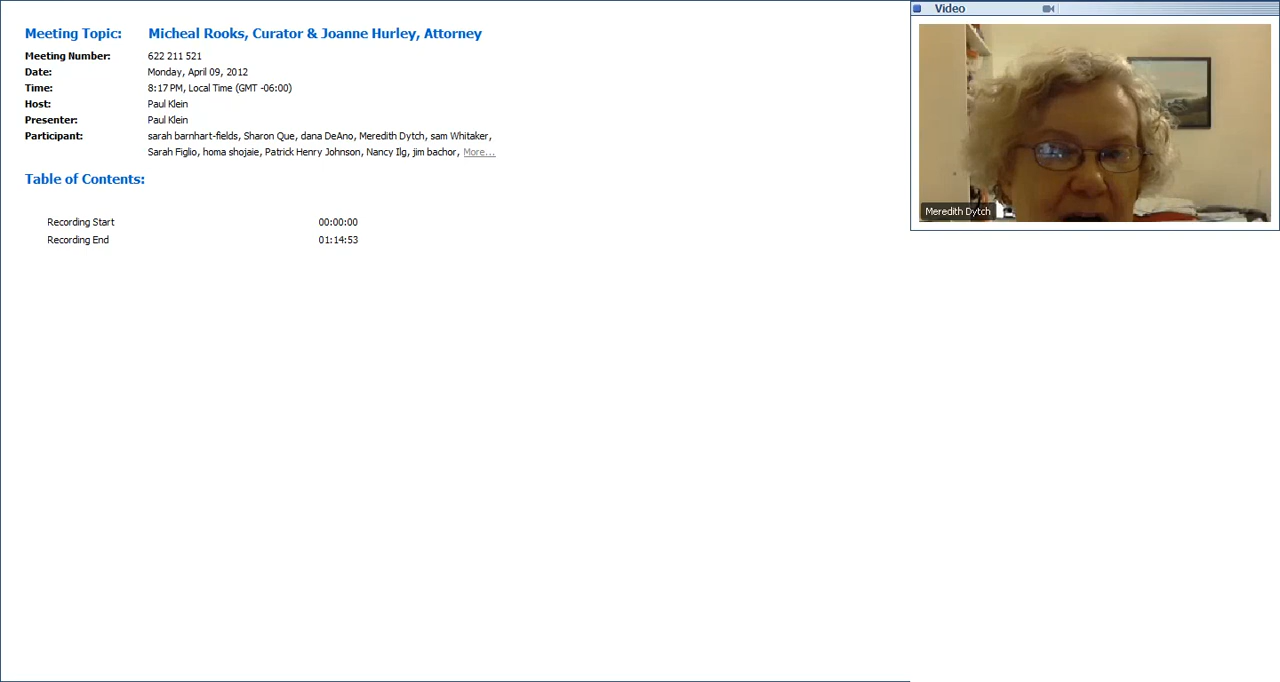 Meeting Topic: Micheal Rooks, Curator & Joanne Hurley, Attorney
Meeting Number: 622 211 521
Date: Monday, April 09, 2012
Time: 8:17 PM, Local Time (GMT -06:00)
Host: Paul Klein
Presenter: Paul Klein
Participant: sarah barnhart-fields, Sharon Que, dana DeAno, Meredith Dytch, sam Whitaker,
Sarah Figlio, homa shojaie, Patrick Henry Johnson, Nancy Ilg, jim bachor, More...
Table of Contents:
Recording Start 00:00:00
Recording End 01:14:53
Video
Meredith Dytch